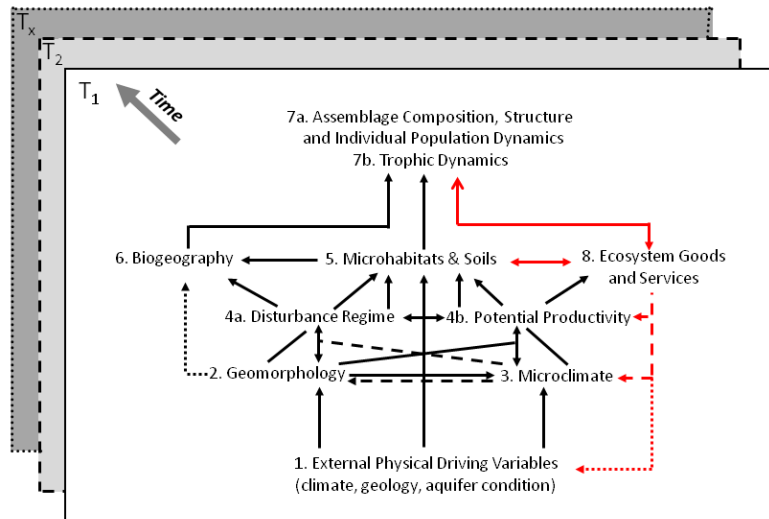 Tx
T2
T1
Time
7a. Assemblage Composition, Structure
and Individual Population Dynamics
7b. Trophic Dynamics
6. Biogeography
5. Microhabitats & Soils
8. Ecosystem Goods
and Services
4a. Disturbance Regime
4b. Potential Productivity
2. Geomorphology
3. Microclimate
1. External Physical Driving Variables
(climate, geology, aquifer condition)